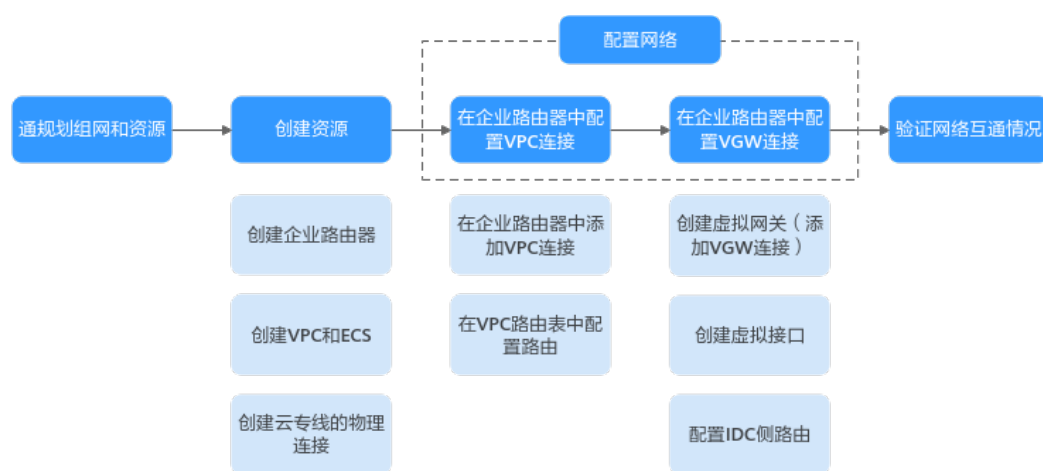 配置网络
通规划组网和资源
创建资源
在企业路由器中配
置VPC连接
在企业路由器中配
置VGW连接
验证网络互通情况
创建企业路由器
在企业路由器中添
加VPC连接
创建虚拟网关（添
加VGW连接）
创建VPC和ECS
在VPC路由表中配
置路由
创建虚拟接口
创建云专线的物理
连接
配置IDC侧路由